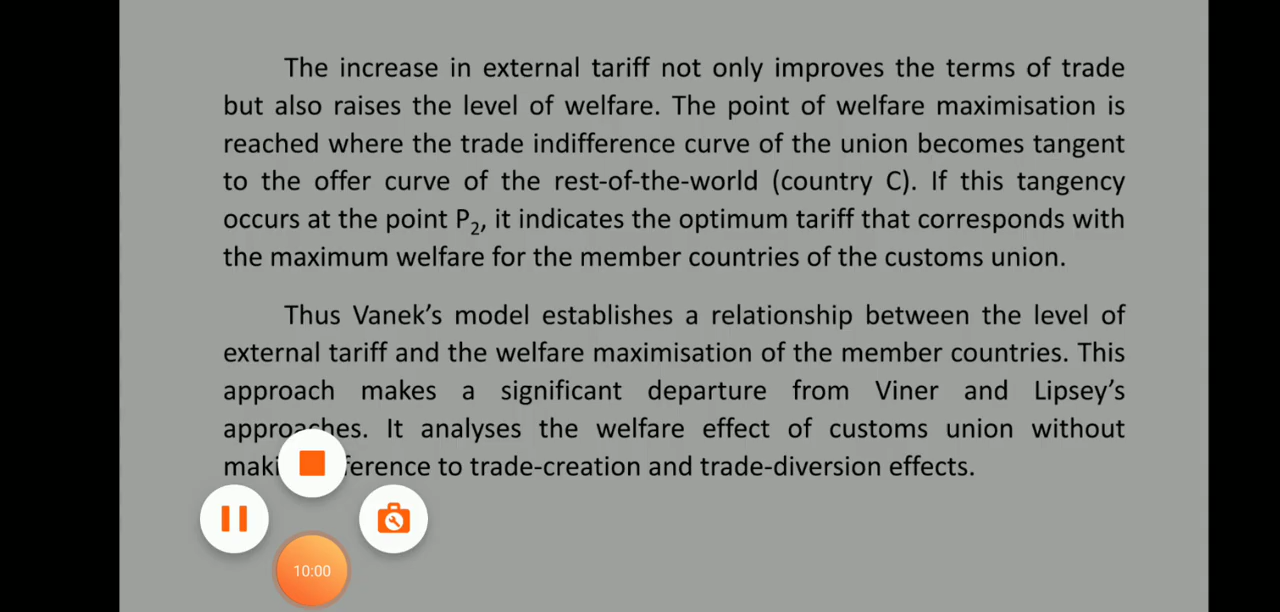 The increase in external tariff not only improves the terms of trade
but also raises the level of welfare. The point of welfare maximisation is
reached where the trade indifference curve of the union becomes tangent
to the offer curve of the rest-of-the-world (country C). If this tangency
occurs at the point P₂, it indicates the optimum tariff that corresponds with
the maximum welfare for the member countries of the customs union.
Thus Vanek’s model establishes a relationship between the level of
external tariff and the welfare maximisation of the member countries. This
approach makes a significant departure from Viner and Lipsey’s
approaches. It analyses the welfare effect of customs union without
to trade-creation and trade-diversion effects.
10:00